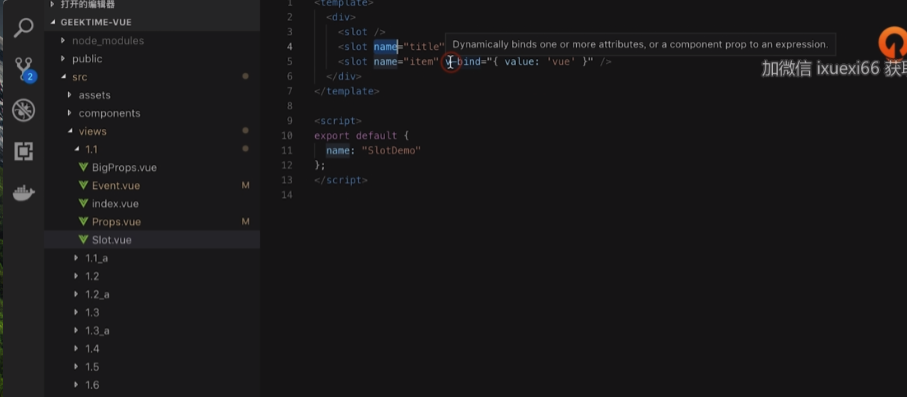 打开的编辑器
GEEKTIME-VUE
node_modules
public
src
assets
components
views
1.1
BigProps.vue
Event.vue M
index.vue
Props.vue M
Slot.vue
1.1_a
1.2
1.2_a
1.3
1.3_a
1.4
1.5
1.6
2
1 <template>
2 <div>
3 <slot />
4 <slot name="title"
Dynamically binds one or more attributes, or a component prop to an expression.
5 <slot name="item" v-bind="{ value: 'vue' }" />
6 </div>
7 </template>
8
9 <script>
10 export default {
11 name: "SlotDemo"
12 };
13 </script>
14
加微信 ixuexi66 获取